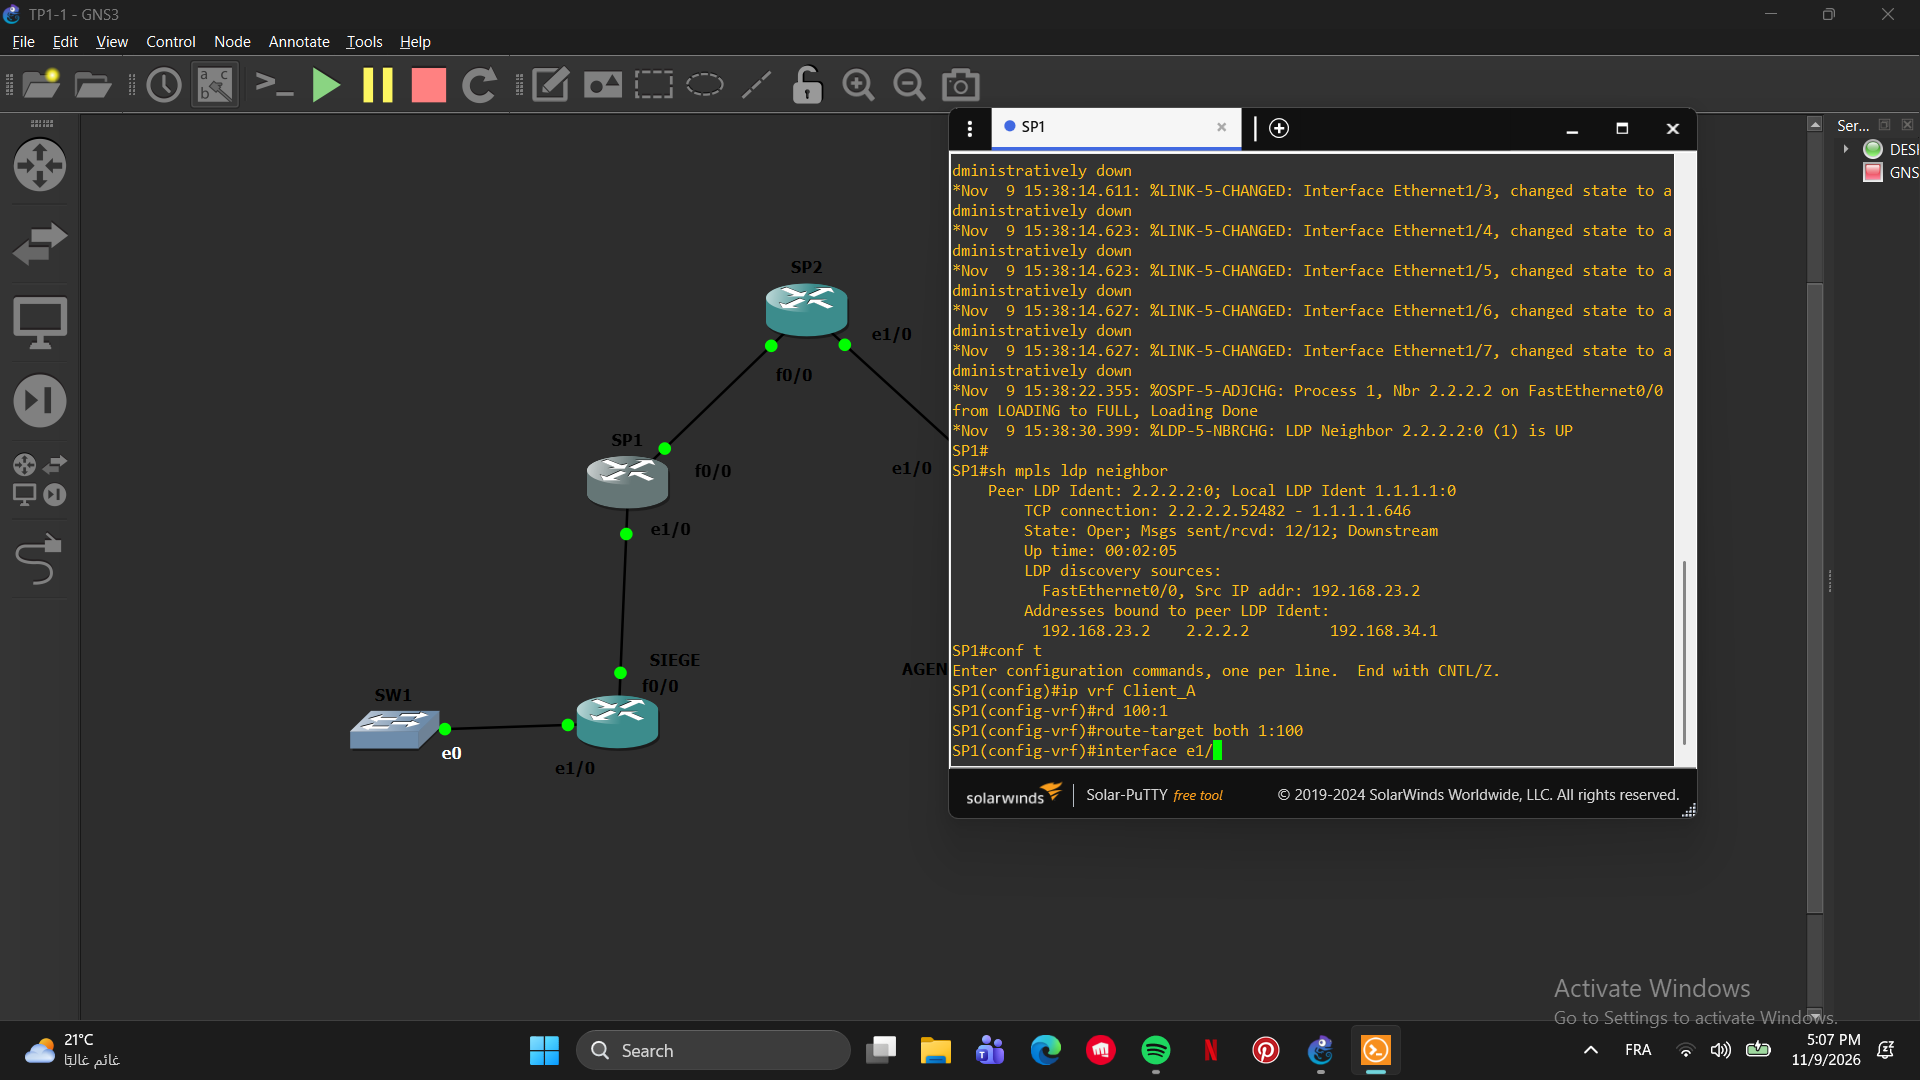 TP1-1 - GNS3
File Edit View Control Node Annotate Tools Help
SP1
Ser...
DESI
GNS
dministratively down
*Nov  9 15:38:14.611: %LINK-5-CHANGED: Interface Ethernet1/3, changed state to a
dministratively down
*Nov  9 15:38:14.623: %LINK-5-CHANGED: Interface Ethernet1/4, changed state to a
dministratively down
*Nov  9 15:38:14.623: %LINK-5-CHANGED: Interface Ethernet1/5, changed state to a
dministratively down
*Nov  9 15:38:14.627: %LINK-5-CHANGED: Interface Ethernet1/6, changed state to a
dministratively down
*Nov  9 15:38:14.627: %LINK-5-CHANGED: Interface Ethernet1/7, changed state to a
dministratively down
*Nov  9 15:38:22.355: %OSPF-5-ADJCHG: Process 1, Nbr 2.2.2.2 on FastEthernet0/0
from LOADING to FULL, Loading Done
*Nov  9 15:38:30.399: %LDP-5-NBRCHG: LDP Neighbor 2.2.2.2:0 (1) is UP
SP1#
SP1#sh mpls ldp neighbor
    Peer LDP Ident: 2.2.2.2:0; Local LDP Ident 1.1.1.1:0
        TCP connection: 2.2.2.2.52482 - 1.1.1.1.646
        State: Oper; Msgs sent/rcvd: 12/12; Downstream
        Up time: 00:02:05
        LDP discovery sources:
          FastEthernet0/0, Src IP addr: 192.168.23.2
        Addresses bound to peer LDP Ident:
          192.168.23.2    2.2.2.2         192.168.34.1
SP1#conf t
Enter configuration commands, one per line.  End with CNTL/Z.
SP1(config)#ip vrf Client_A
SP1(config-vrf)#rd 100:1
SP1(config-vrf)#route-target both 1:100
SP1(config-vrf)#interface e1/
solarwinds Solar-PuTTY free tool © 2019-2024 SolarWinds Worldwide, LLC. All rights reserved.
SP2
e1/0
f0/0
SP1
f0/0
e1/0
e1/0
SIEGE
f0/0
AGEN
SW1
e0
e1/0
Activate Windows
Go to Settings to activate Windows.
21°C
غائم غالبًا
Search
FRA
5:07 PM
11/9/2026